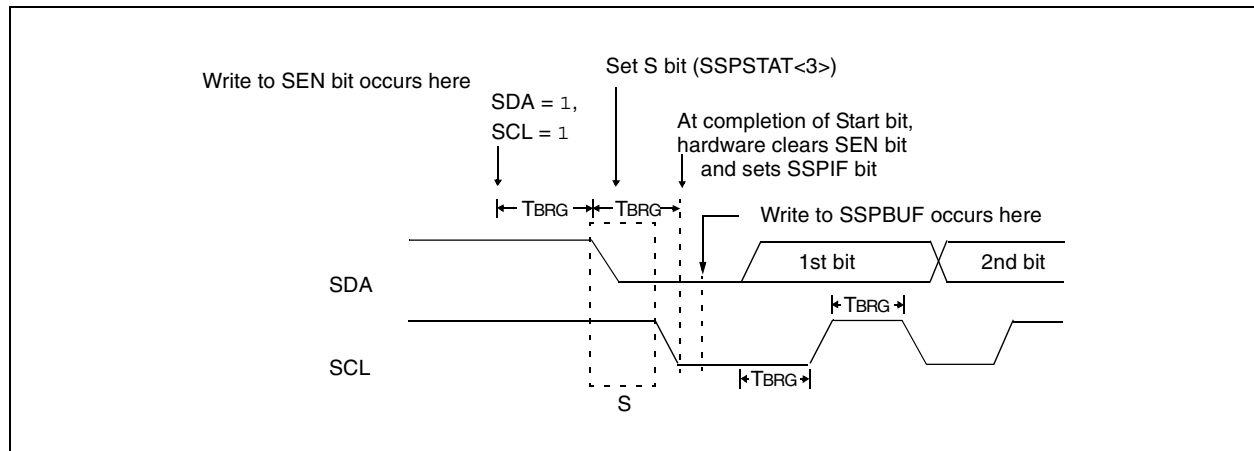 Write to SEN bit occurs here
Set S bit (SSPSTAT<3>)
SDA = 1,
SCL = 1
At completion of Start bit,
hardware clears SEN bit
and sets SSPIF bit
TBRG
TBRG
Write to SSPBUF occurs here
SDA
1st bit
2nd bit
TBRG
SCL
TBRG
S